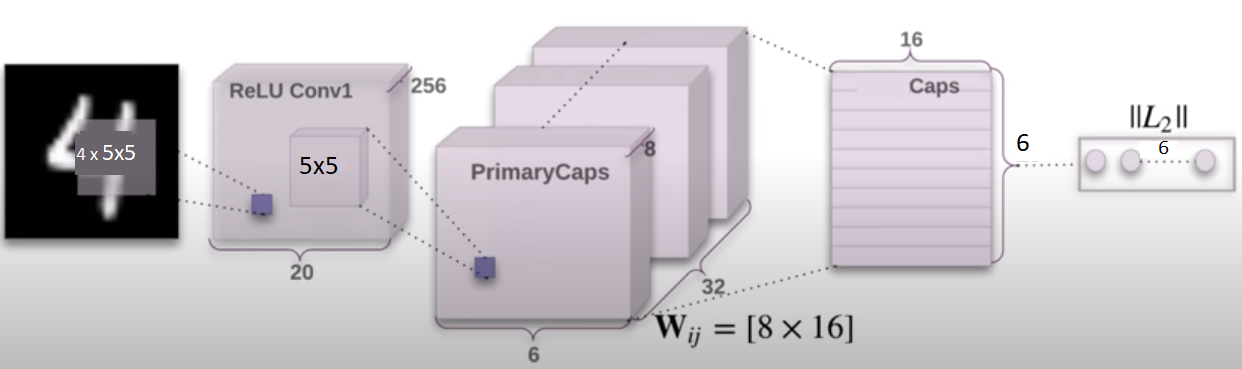 4 x 5x5
ReLU Conv1
256
5x5
20
PrimaryCaps
8
32
6
W_ij = [8 × 16]
16
Caps
6
||L_2||
6